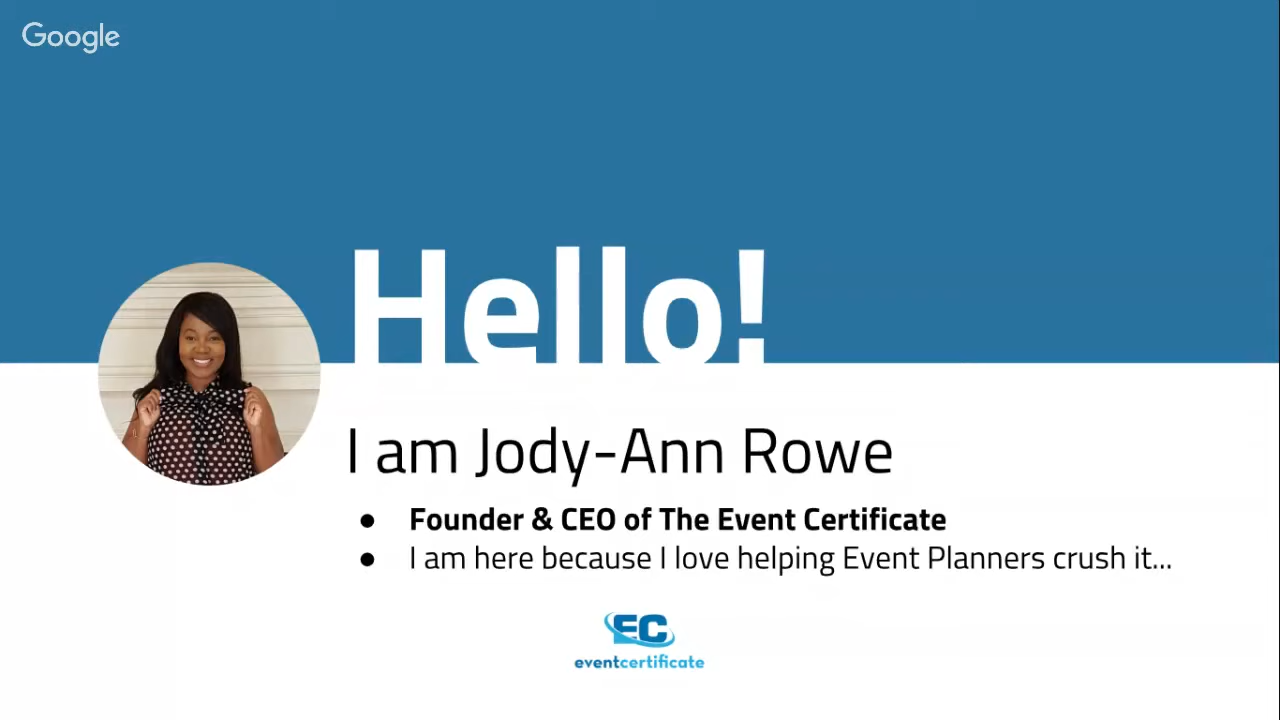 Google
Hello!
I am Jody-Ann Rowe
● Founder & CEO of The Event Certificate
● I am here because I love helping Event Planners crush it...
EC
eventcertificate